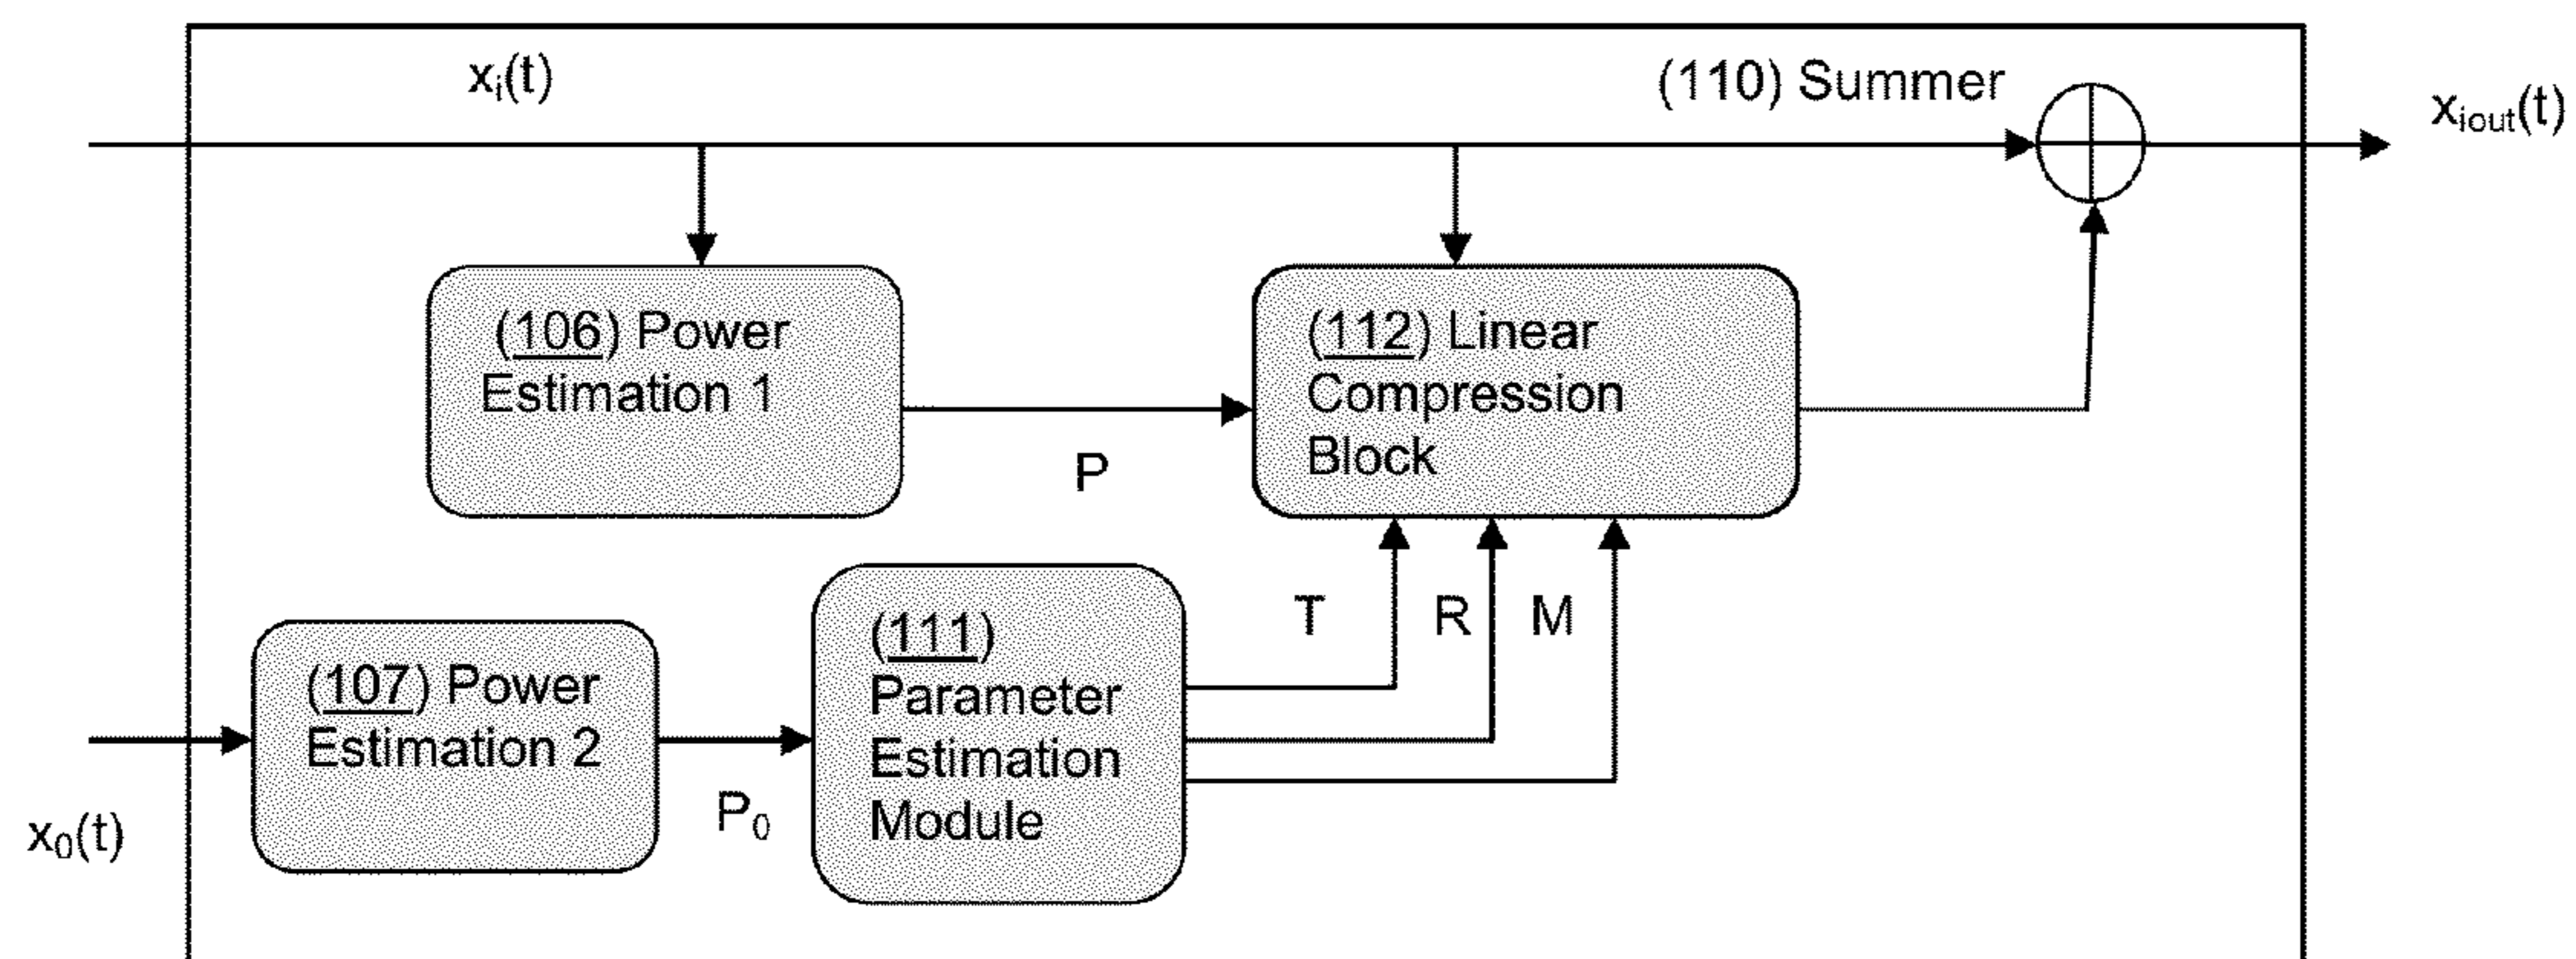 xᵢ(t)
(110) Summer
xᵢₒᵤₜ(t)
(106) Power
Estimation 1
(112) Linear
Compression
Block
P
T R M
(107) Power
Estimation 2
(111)
Parameter
Estimation
Module
P₀
x₀(t)